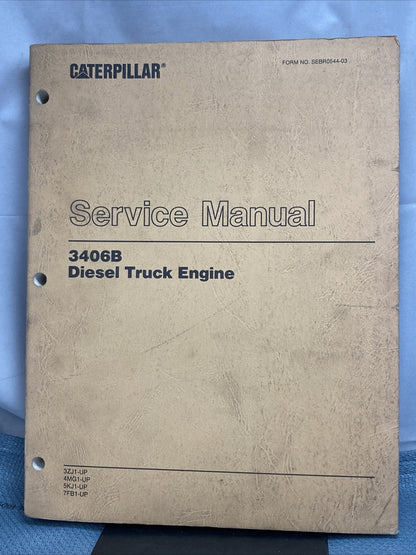 CATERPILLAR®
FORM NO. SEBR0544-03
Service Manual
3406B
Diesel Truck Engine
3ZJ1-UP
4MG1-UP
5KJ1-UP
7FB1-UP